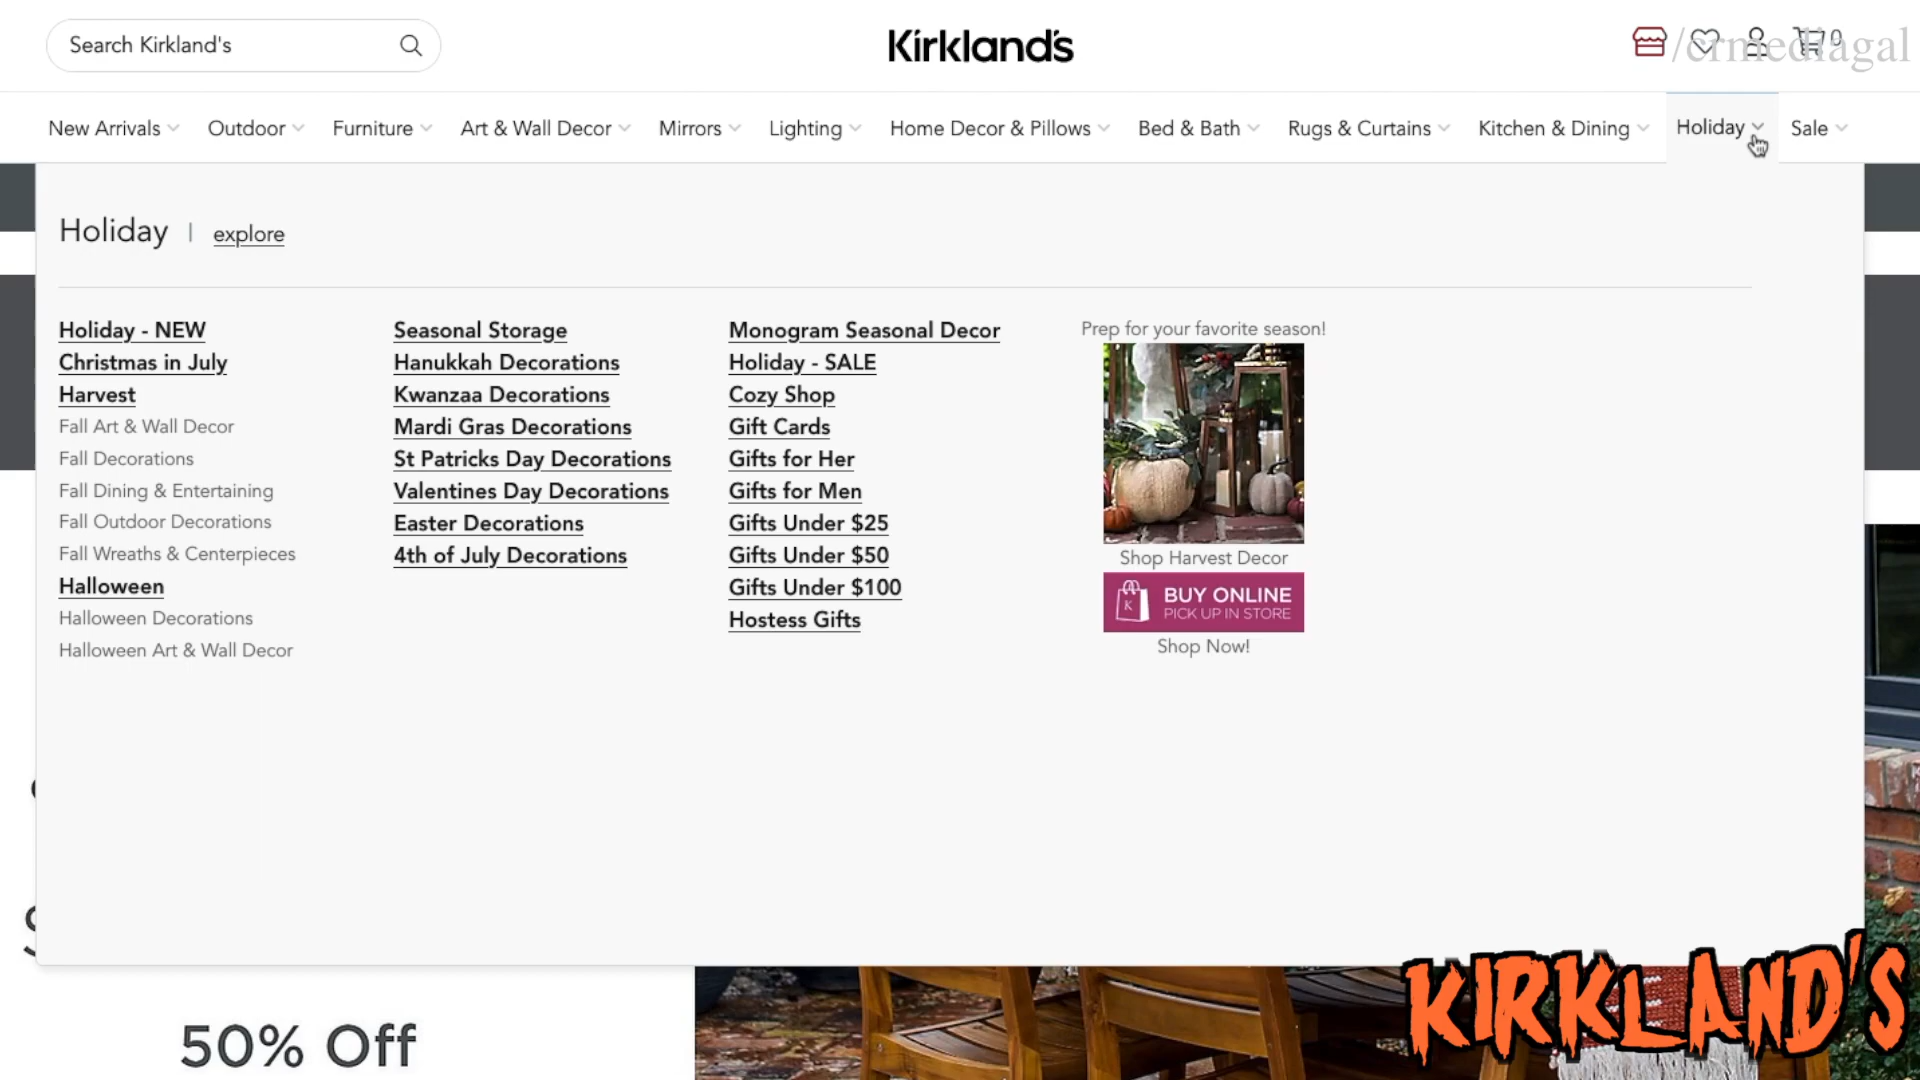 Search Kirkland's
Kirkland's
/crmediagal
0
New Arrivals
Outdoor
Furniture
Art & Wall Decor
Mirrors
Lighting
Home Decor & Pillows
Bed & Bath
Rugs & Curtains
Kitchen & Dining
Holiday
Sale
Holiday | explore
Holiday - NEW
Christmas in July
Harvest
Fall Art & Wall Decor
Fall Decorations
Fall Dining & Entertaining
Fall Outdoor Decorations
Fall Wreaths & Centerpieces
Halloween
Halloween Decorations
Halloween Art & Wall Decor
Seasonal Storage
Hanukkah Decorations
Kwanzaa Decorations
Mardi Gras Decorations
St Patricks Day Decorations
Valentines Day Decorations
Easter Decorations
4th of July Decorations
Monogram Seasonal Decor
Holiday - SALE
Cozy Shop
Gift Cards
Gifts for Her
Gifts for Men
Gifts Under $25
Gifts Under $50
Gifts Under $100
Hostess Gifts
Prep for your favorite season!
Shop Harvest Decor
K
BUY ONLINE
PICK UP IN STORE
Shop Now!
50% Off
KIRKLAND'S